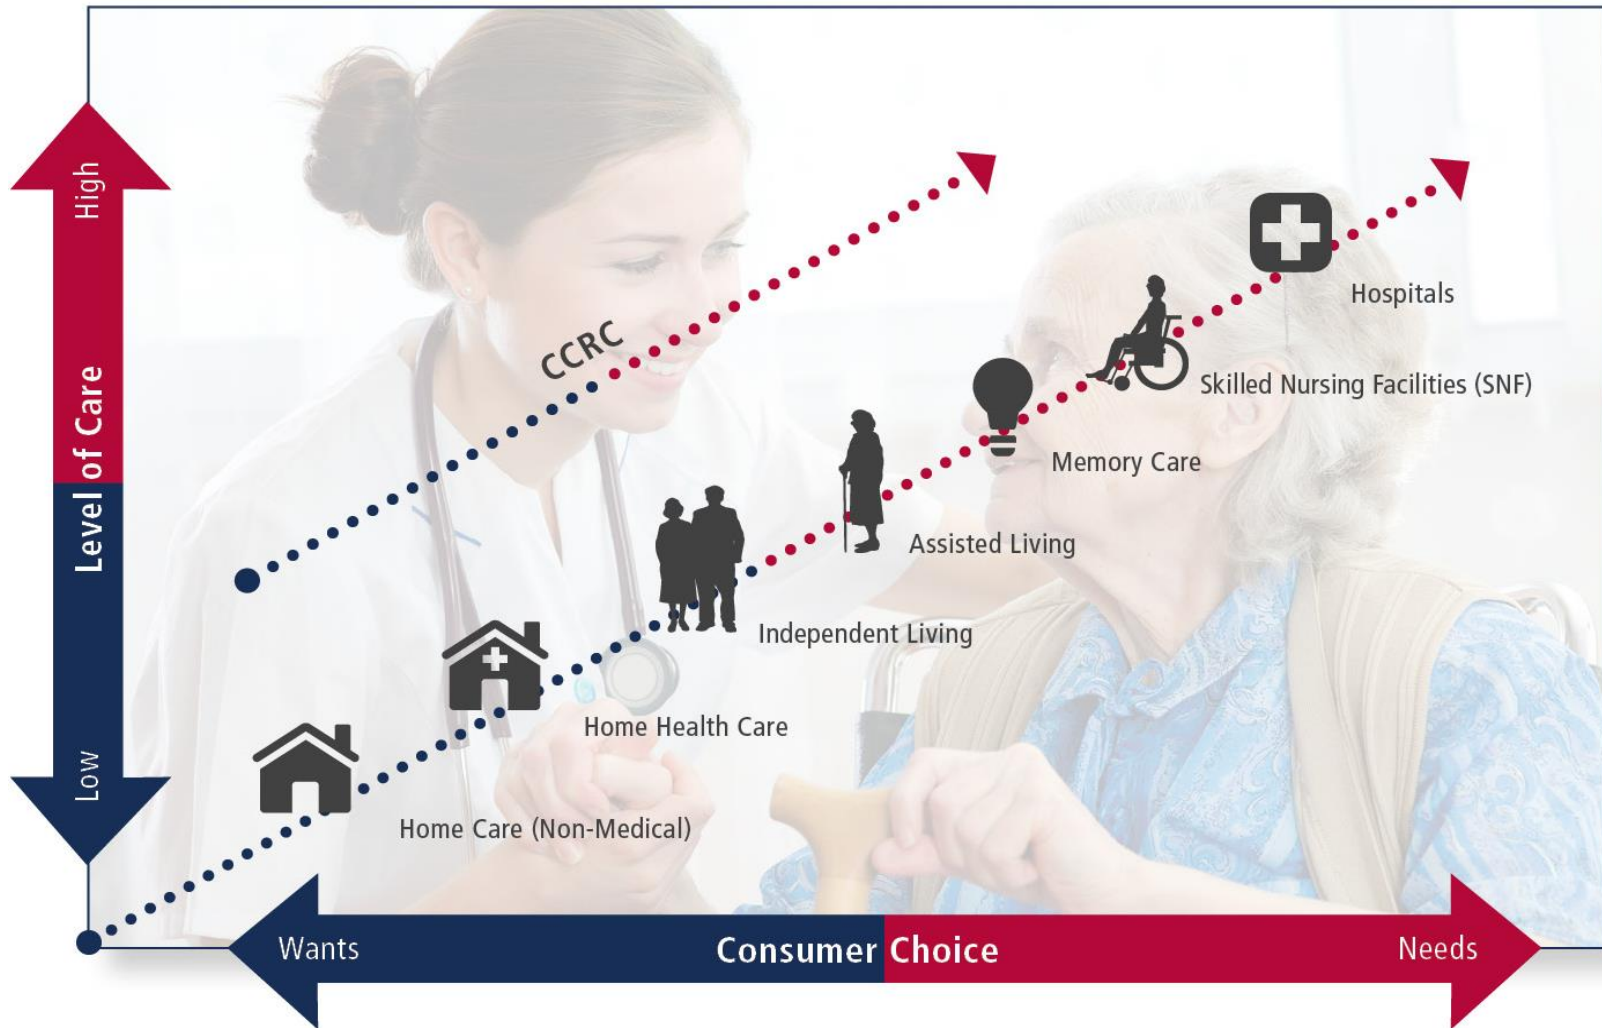 High
CCRC
Hospitals
Skilled Nursing Facilities (SNF)
Level of Care
Memory Care
Assisted Living
Independent Living
Home Health Care
Low
Home Care (Non-Medical)
Wants
Consumer Choice
Needs